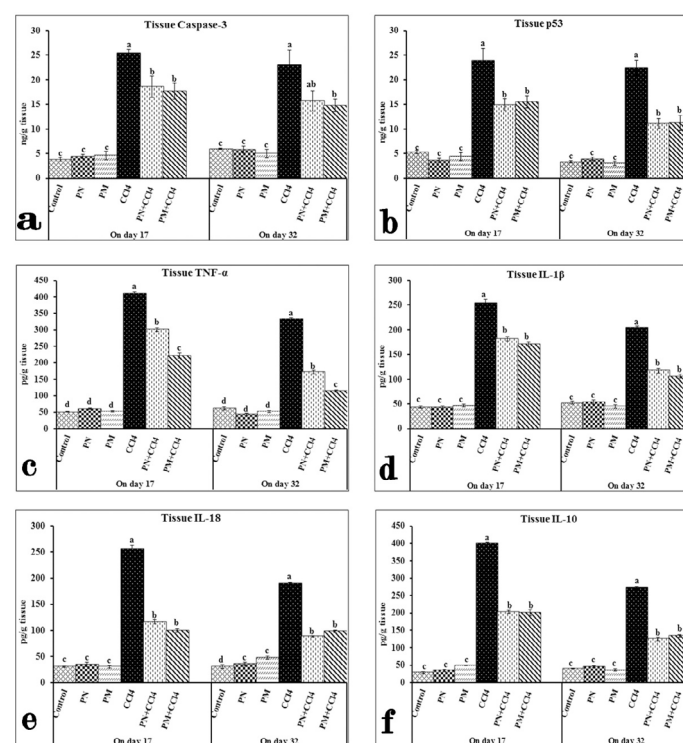 Tissue Caspase-3
30
25
20
15
10
5
0
ng/g tissue
c c c a b b
c c c a ab b
Control PN PM CCl4 PN+CCl4 PM+CCl4 Control PN PM CCl4 PN+CCl4 PM+CCl4
On day 17 On day 32
a
Tissue p53
30
25
20
15
10
5
0
ng/g tissue
c c c a b b
c c c a b b
Control PN PM CCl4 PN+CCl4 PM+CCl4 Control PN PM CCl4 PN+CCl4 PM+CCl4
On day 17 On day 32
b
Tissue TNF-α
450
400
350
300
250
200
150
100
50
0
pg/g tissue
d d d a b c
d d d a b c
Control PN PM CCl4 PN+CCl4 PM+CCl4 Control PN PM CCl4 PN+CCl4 PM+CCl4
On day 17 On day 32
c
Tissue IL-1β
300
250
200
150
100
50
0
pg/g tissue
c c c a b b
c c c a b b
Control PN PM CCl4 PN+CCl4 PM+CCl4 Control PN PM CCl4 PN+CCl4 PM+CCl4
On day 17 On day 32
d
Tissue IL-18
300
250
200
150
100
50
0
pg/g tissue
c c c a b b
d c c a b b
Control PN PM CCl4 PN+CCl4 PM+CCl4 Control PN PM CCl4 PN+CCl4 PM+CCl4
On day 17 On day 32
e
Tissue IL-10
450
400
350
300
250
200
150
100
50
0
pg/g tissue
c c c a b b
c c c a b b
Control PN PM CCl4 PN+CCl4 PM+CCl4 Control PN PM CCl4 PN+CCl4 PM+CCl4
On day 17 On day 32
f